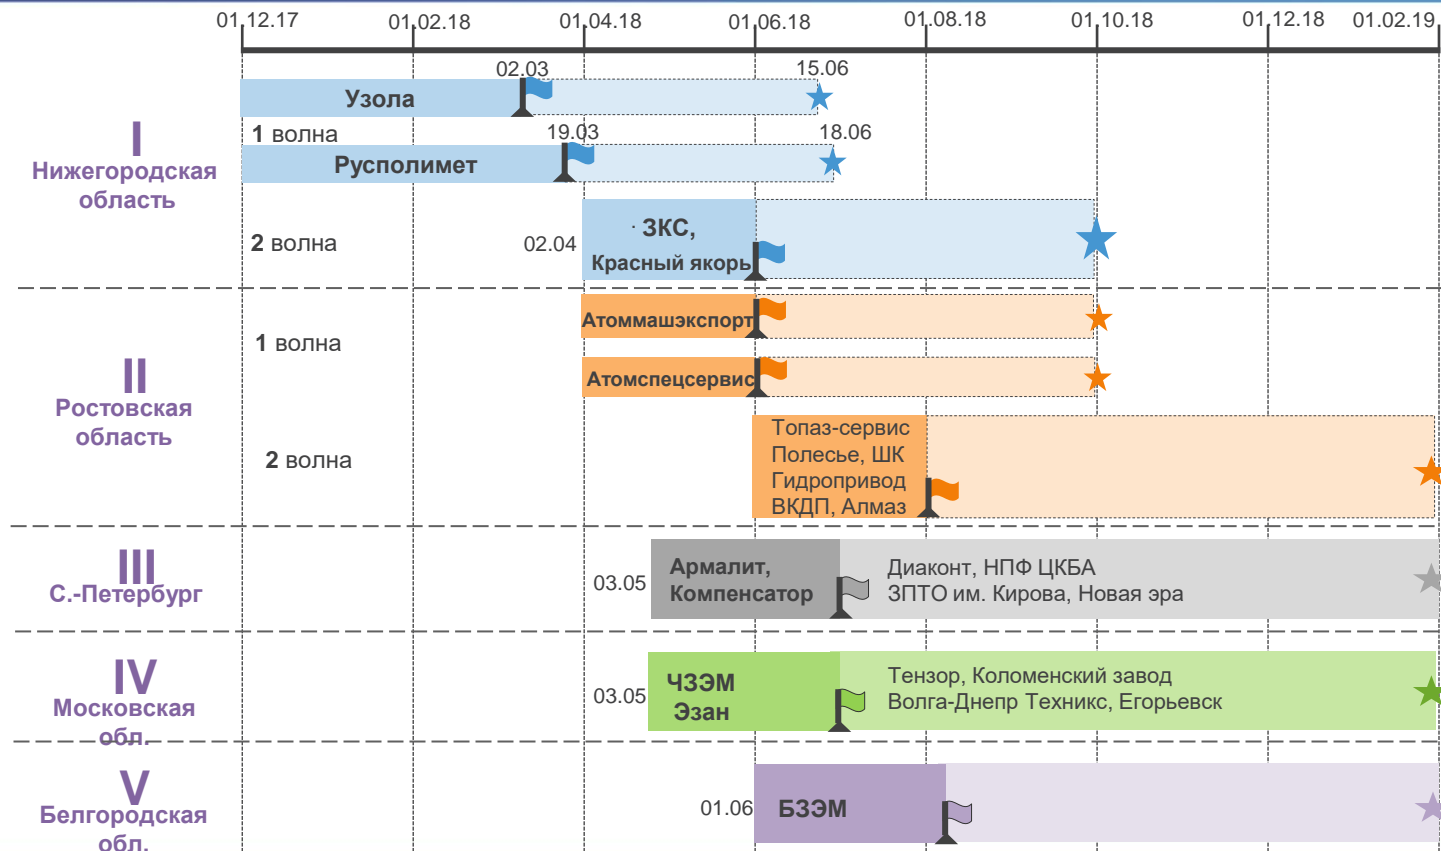 01.12.17 01.02.18 01.04.18 01.06.18 01.08.18 01.10.18 01.12.18 01.02.19
I
Нижегородская
область
1 волна
02.03 15.06
Узола
19.03 18.06
Русполимет
2 волна
02.04
· ЗКС,
Красный якорь
II
Ростовская
область
1 волна
Атоммашэкспорт
Атомспецсервис
2 волна
Топаз-сервис
Полесье, ШК
Гидропривод
ВКДП, Алмаз
III
С.-Петербург
03.05
Армалит,
Компенсатор
Диаконт, НПФ ЦКБА
ЗПТО им. Кирова, Новая эра
IV
Московская
обл.
03.05
ЧЗЭМ
Эзан
Тензор, Коломенский завод
Волга-Днепр Техникс, Егорьевск
V
Белгородская
обл.
01.06
БЗЭМ